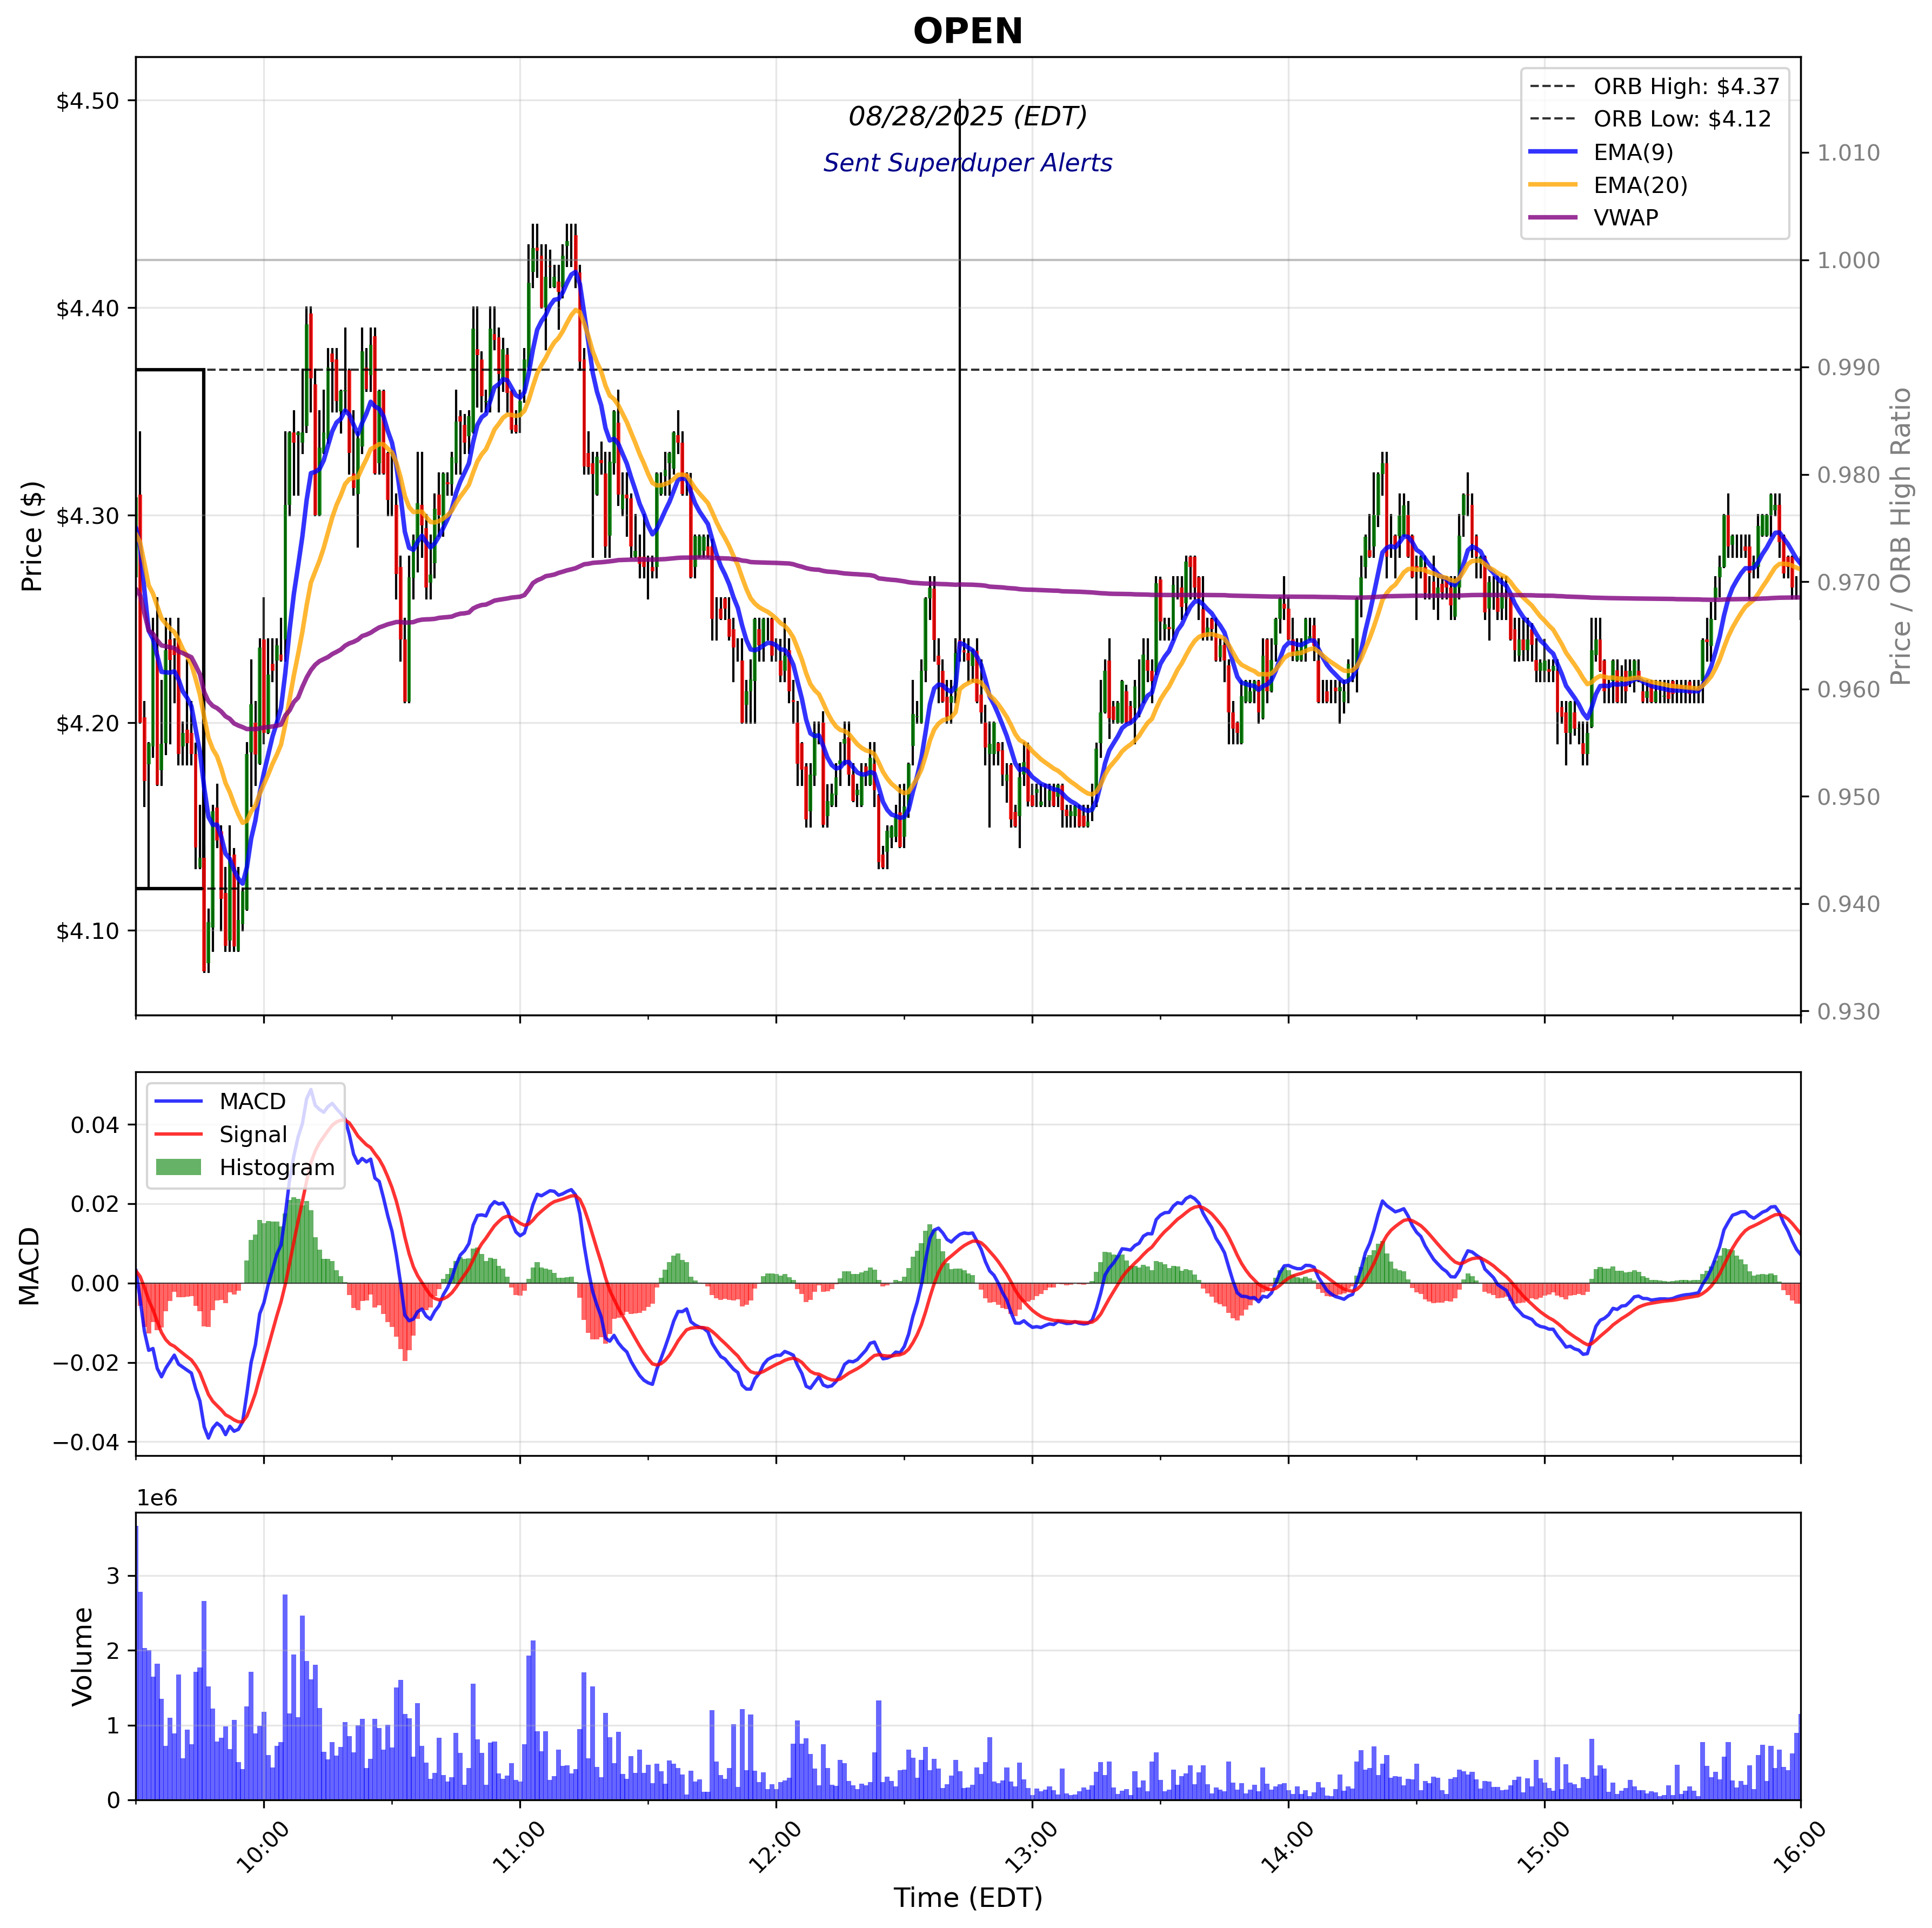 OPEN
08/28/2025 (EDT)
Sent Superduper Alerts
ORB High: $4.37
ORB Low: $4.12
EMA(9)
EMA(20)
VWAP
Price ($)
$4.50
$4.40
$4.30
$4.20
$4.10
1.010
1.000
0.990
0.980
0.970
0.960
0.950
0.940
0.930
Price / ORB High Ratio
MACD
Signal
Histogram
MACD
0.04
0.02
0.00
−0.02
−0.04
1e6
Volume
3
2
1
0
10:00
11:00
12:00
13:00
14:00
15:00
16:00
Time (EDT)